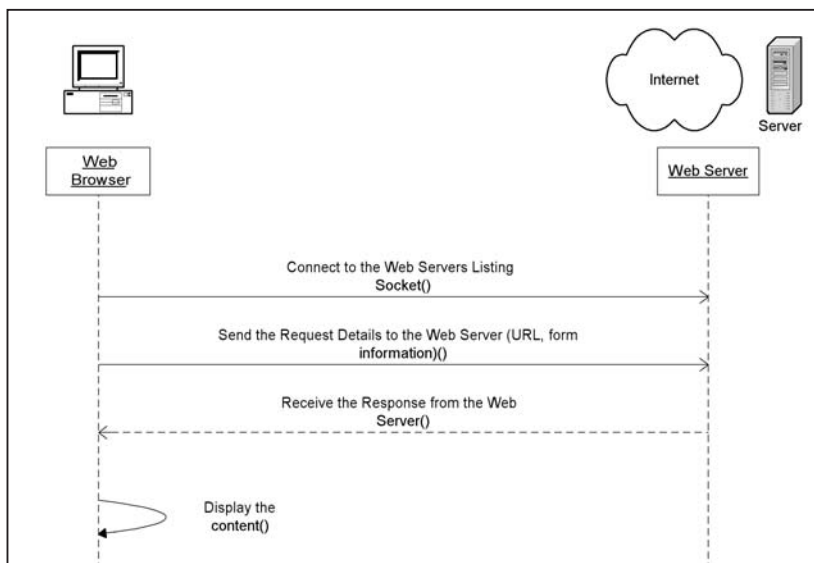 Internet
Server
Web
Browser
Web Server
Connect to the Web Servers Listing
Socket()
Send the Request Details to the Web Server (URL, form
information)()
Receive the Response from the Web
Server()
Display the
content()